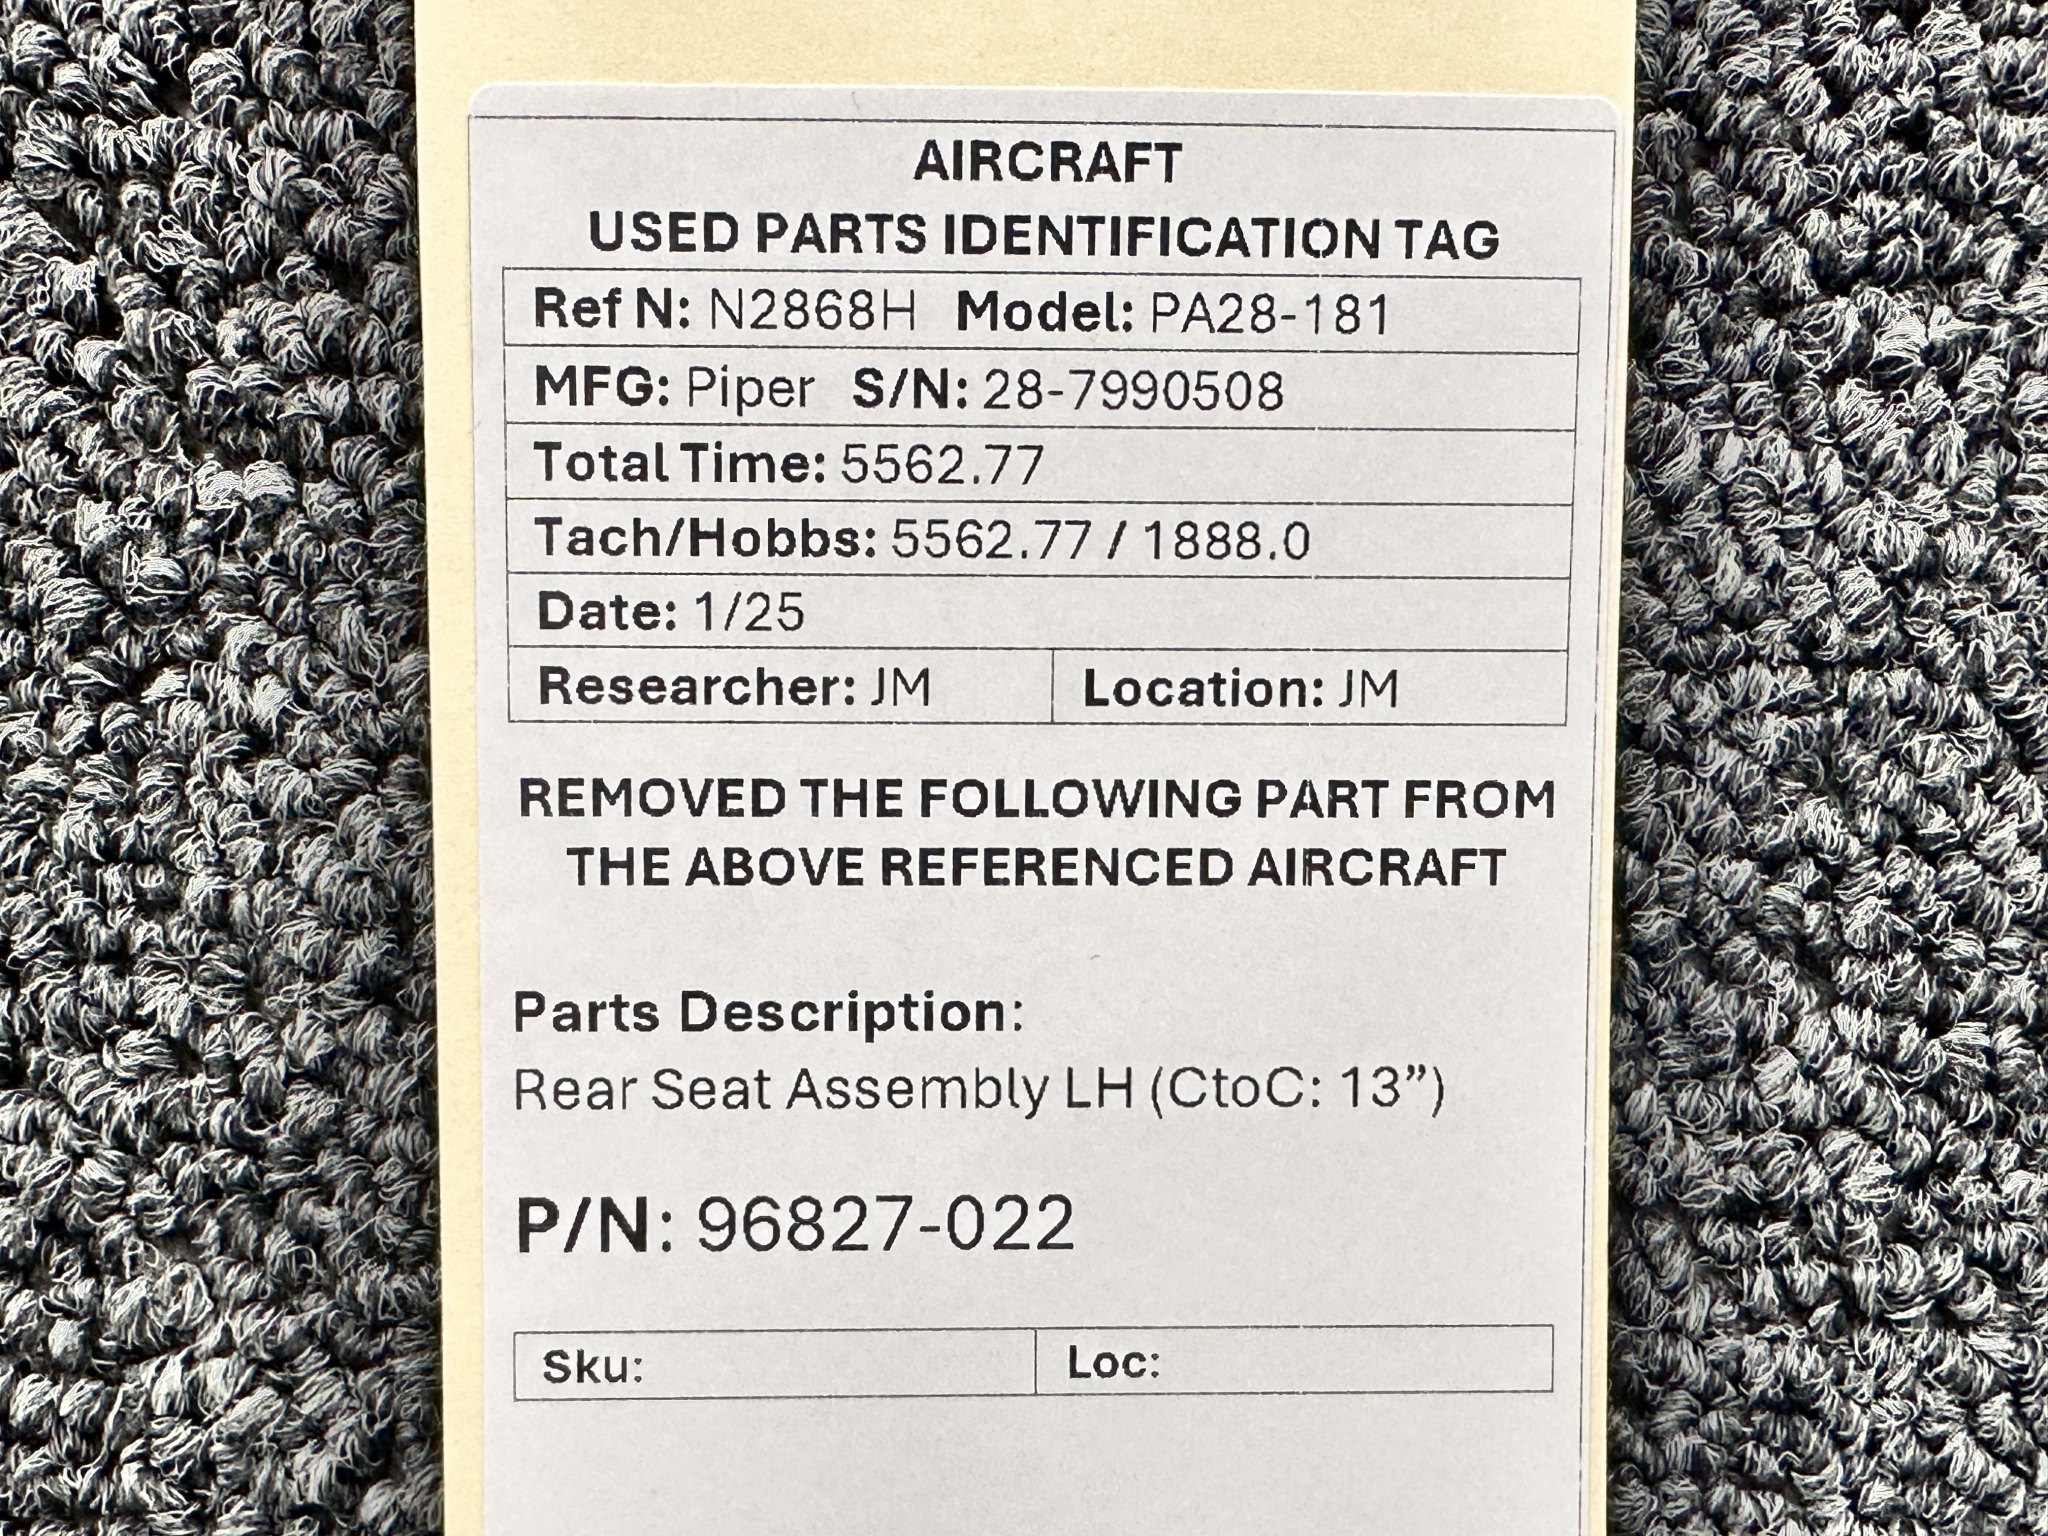 AIRCRAFT
USED PARTS IDENTIFICATION TAG
Ref N: N2868H Model: PA28-181
MFG: Piper S/N: 28-7990508
Total Time: 5562.77
Tach/Hobbs: 5562.77 / 1888.0
Date: 1/25
Researcher: JM Location: JM
REMOVED THE FOLLOWING PART FROM
THE ABOVE REFERENCED AIRCRAFT
Parts Description:
Rear Seat Assembly LH (CtoC: 13”)
P/N: 96827-022
Sku: Loc: